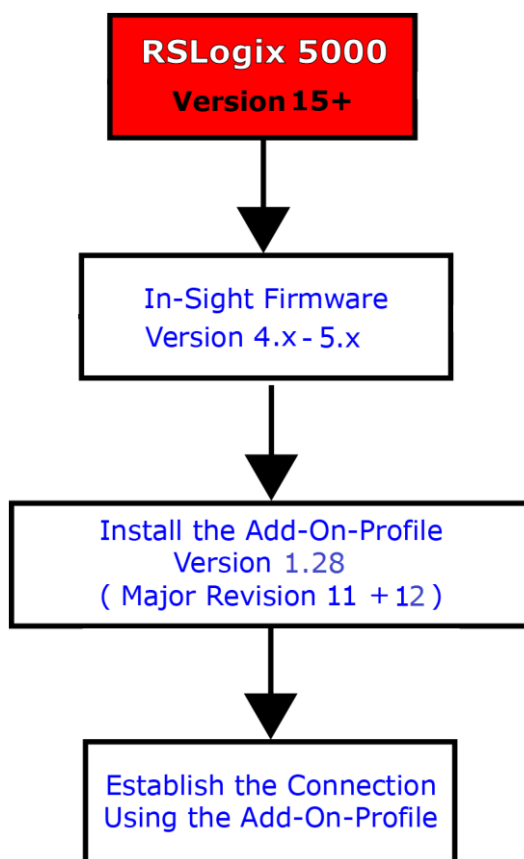 RSLogix 5000
Version 15+
In-Sight Firmware
Version 4.x - 5.x
Install the Add-On-Profile
Version 1.28
( Major Revision 11 + 12 )
Establish the Connection
Using the Add-On-Profile